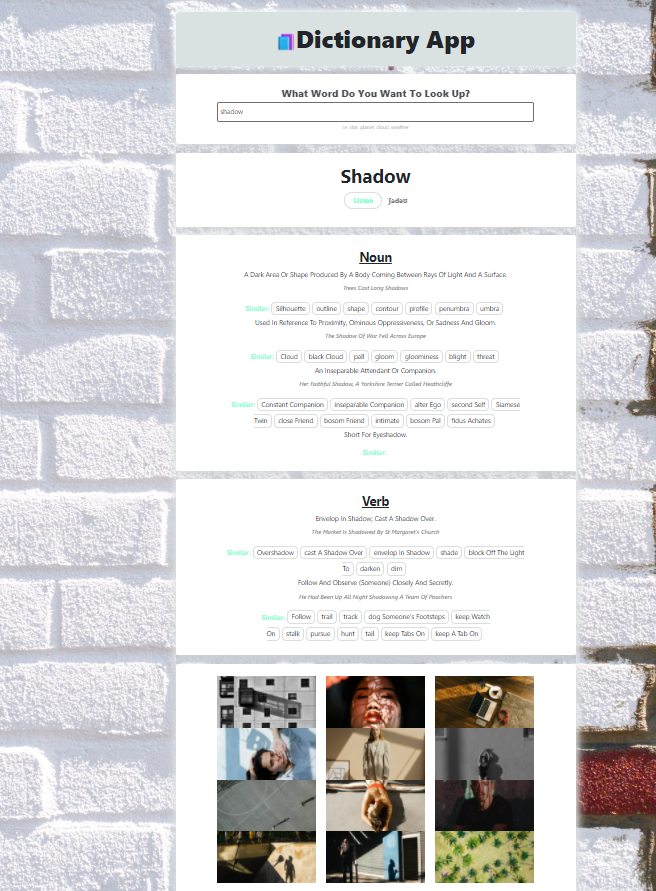 Dictionary App
What Word Do You Want To Look Up?
shadow
i.e. star, planet, cloud, weather
Shadow
Listen
Noun
A Dark Area Or Shape Produced By A Body Coming Between Rays Of Light And A Surface.
Trees Cast Long Shadows
Similar: Silhouette outline shape contour profile penumbra umbra
Used In Reference To Proximity, Ominous Oppressiveness, Or Sadness And Gloom.
The Shadow Of War Fell Across Europe
Similar: Cloud black Cloud pall gloom gloominess blight threat
An Inseparable Attendant Or Companion.
Her Faithful Shadow, A Yorkshire Terrier Called Heathcliffe
Similar: Constant Companion inseparable Companion alter Ego second Self Siamese
Twin close Friend bosom Friend intimate bosom Pal fidus Achates
Short For Eyeshadow.
Similar:
Verb
Envelop In Shadow; Cast A Shadow Over.
The Market Is Shadowed By St Margaret's Church
Similar: Overshadow cast A Shadow Over envelop In Shadow shade block Off The Light
To darken dim
Follow And Observe (Someone) Closely And Secretly.
He Had Been Up All Night Shadowing A Team Of Poachers
Similar: Follow trail track dog Someone's Footsteps keep Watch
On stalk pursue hunt tail keep Tabs On keep A Tab On